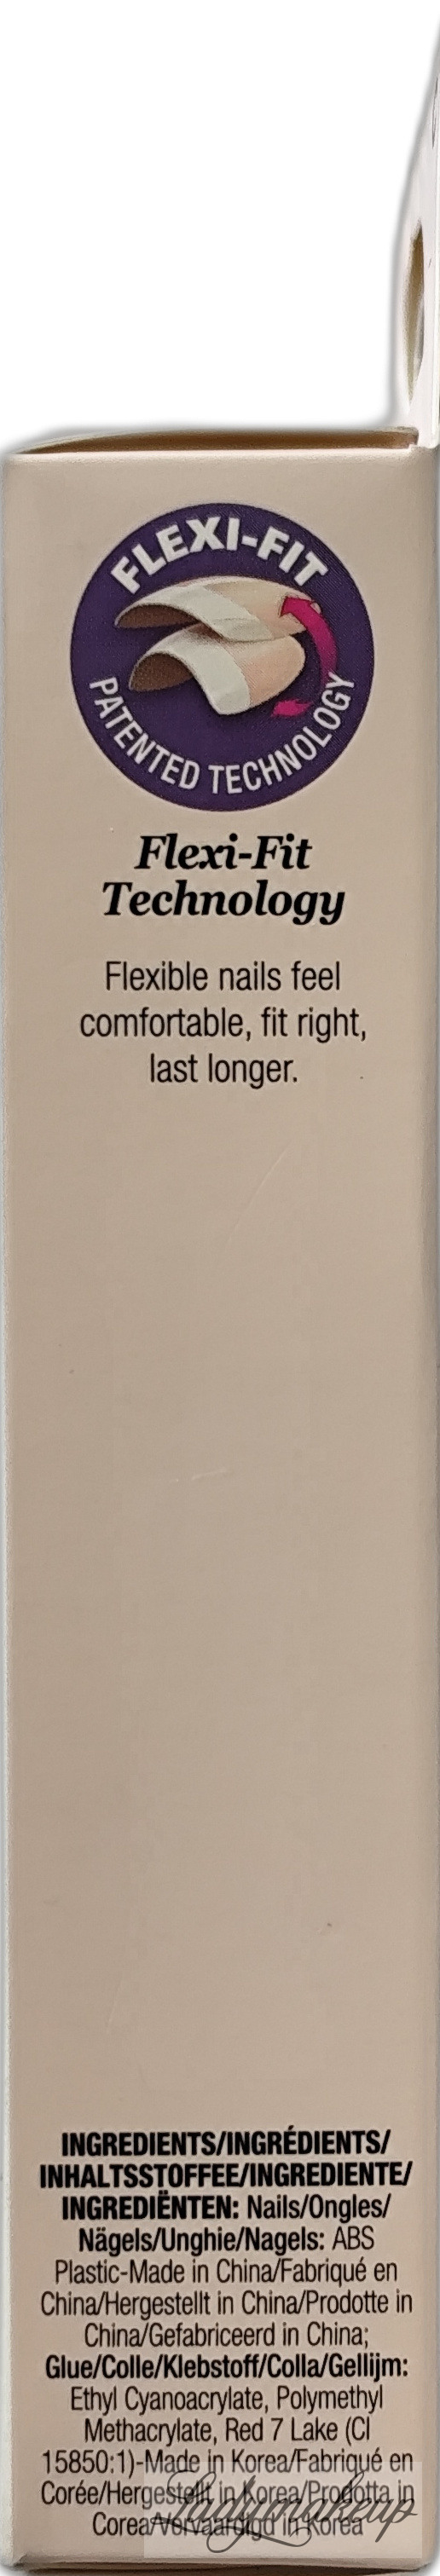 FLEXI-FIT
PATENTED TECHNOLOGY
Flexi-Fit
Technology
Flexible nails feel
comfortable, fit right,
last longer.
INGREDIENTS/INGRÉDIENTS/
INHALTSSTOFFEE/INGREDIENTE/
INGREDIËNTEN: Nails/Ongles/
Nägels/Unghie/Nagels: ABS
Plastic-Made in China/Fabriqué en
China/Hergestellt in China/Prodotte in
China/Gefabriceerd in China;
Glue/Colle/Klebstoff/Colla/Gellijm:
Ethyl Cyanoacrylate, Polymethyl
Methacrylate, Red 7 Lake (CI
15850:1)-Made in Korea/Fabriqué en
Corée/Hergestellt in Korea/Prodotta in
Corea/Vervaardigd in Korea
Ladymakeup